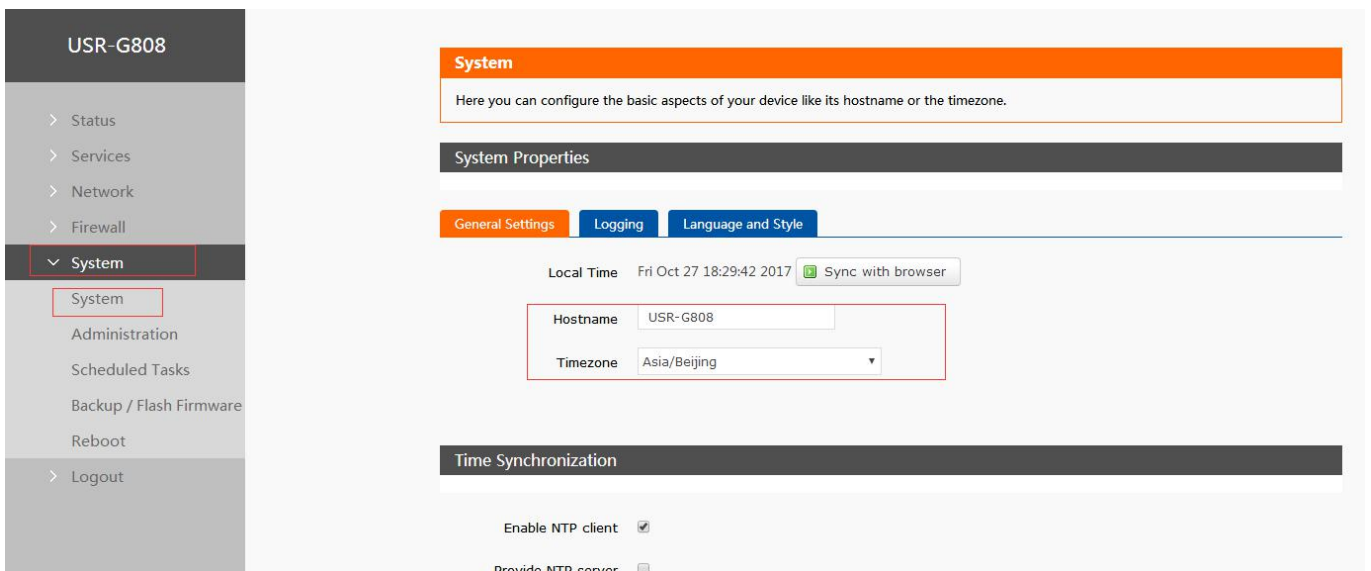 USR-G808
Status
Services
Network
Firewall
System
System
Administration
Scheduled Tasks
Backup / Flash Firmware
Reboot
Logout
System
Here you can configure the basic aspects of your device like its hostname or the timezone.
System Properties
General Settings Logging Language and Style
Local Time Fri Oct 27 18:29:42 2017 Sync with browser
Hostname USR-G808
Timezone Asia/Beijing
Time Synchronization
Enable NTP client
Provide NTP server